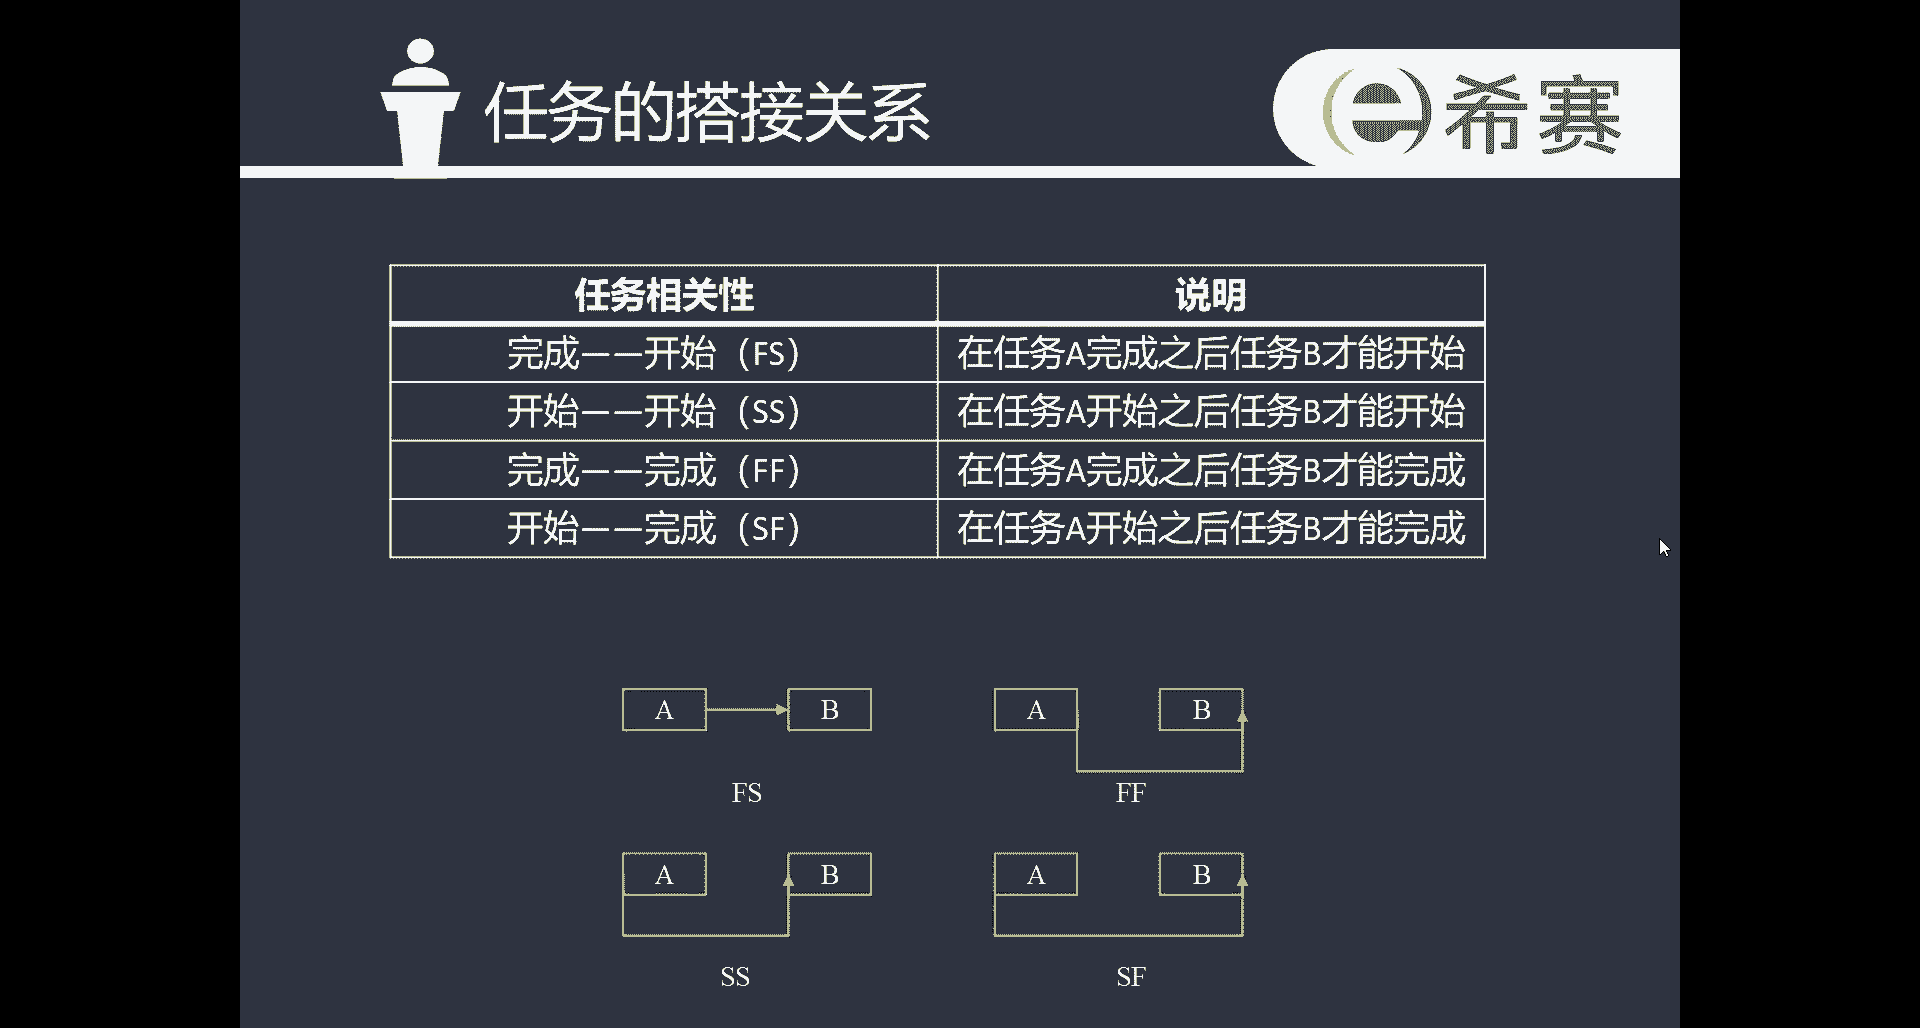 任务的搭接关系
e 希赛
任务相关性 说明
完成——开始（FS） 在任务A完成之后任务B才能开始
开始——开始（SS） 在任务A开始之后任务B才能开始
完成——完成（FF） 在任务A完成之后任务B才能完成
开始——完成（SF） 在任务A开始之后任务B才能完成
A B A B
FS FF
A B A B
SS SF